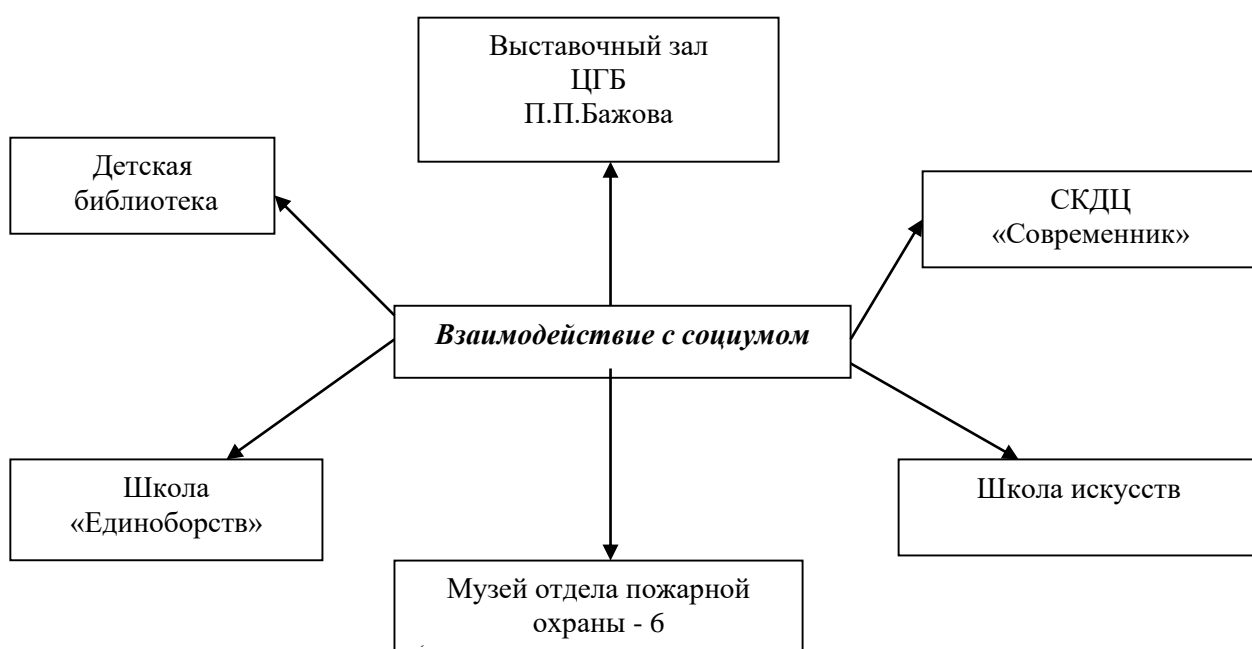 Выставочный зал
ЦГБ
П.П.Бажова
Детская
библиотека
СКДЦ
«Современник»
Взаимодействие с социумом
Школа
«Единоборств»
Школа искусств
Музей отдела пожарной
охраны - 6